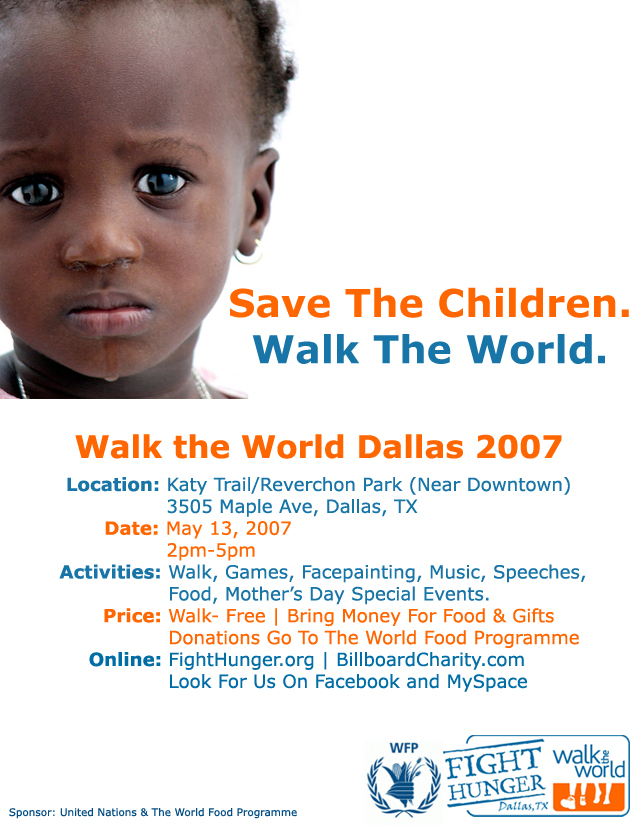 Save The Children.
Walk The World.
Walk the World Dallas 2007
Location: Katy Trail/Reverchon Park (Near Downtown)
3505 Maple Ave, Dallas, TX
Date: May 13, 2007
2pm-5pm
Activities: Walk, Games, Facepainting, Music, Speeches,
Food, Mother's Day Special Events.
Price: Walk- Free | Bring Money For Food & Gifts
Donations Go To The World Food Programme
Online: FightHunger.org | BillboardCharity.com
Look For Us On Facebook and MySpace
WFP
FIGHT
HUNGER
Dallas,TX
walk the
world
Sponsor: United Nations & The World Food Programme